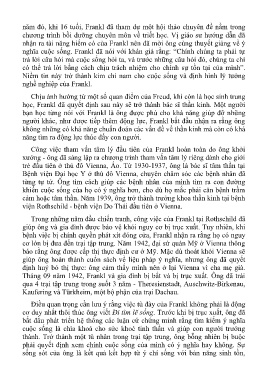 năm đó, khi 16 tuổi, Frankl đã tham dự một hội thảo chuyên đề nằm trong
chương trình bồi dưỡng chuyên môn về triết học. Vị giáo sư hướng dẫn đã
nhận ra tài năng hiếm có của Frankl nên đã mời ông cùng thuyết giảng về ý
nghĩa cuộc sống. Frankl đã nói với khán giả rằng: “Chính chúng ta phải tự
trả lời câu hỏi mà cuộc sống hỏi ta, và trước những câu hỏi đó, chúng ta chỉ
có thể trả lời bằng cách chịu trách nhiệm cho chính sự tồn tại của mình”.
Niềm tin này trở thành kim chỉ nam cho cuộc sống và định hình lý tưởng
nghề nghiệp của Frankl.
Chịu ảnh hưởng từ một số quan điểm của Freud, khi còn là học sinh trung
học, Frankl đã quyết định sau này sẽ trở thành bác sĩ thần kinh. Một người
bạn học từng nói với Frankl là ông được phú cho khả năng giúp đỡ những
người khác, như được tiếp thêm động lực, Frankl bắt đầu nhận ra rằng ông
không những có khả năng chuẩn đoán các vấn đề về thần kinh mà còn có khả
năng tìm ra động lực thúc đẩy con người.
Công việc tham vấn tâm lý đầu tiên của Frankl hoàn toàn do ông khởi
xướng - ông đã sáng lập ra chương trình tham vấn tâm lý riêng dành cho giới
trẻ đầu tiên ở thủ đô Vienna, Áo. Từ 1930-1937, ông là bác sĩ tâm thần tại
Bệnh viện Đại học Y ở thủ đô Vienna, chuyên chăm sóc các bệnh nhân đã
từng tự tử. Ông tìm cách giúp các bệnh nhân của mình tìm ra con đường
khiến cuộc sống của họ có ý nghĩa hơn, cho dù họ mắc phải căn bệnh trầm
cảm hoặc tâm thần. Năm 1939, ông trở thành trưởng khoa thần kinh tại bệnh
viện Rothschild - bệnh viện Do Thái đầu tiên ở Vienna.
Trong những năm đầu chiến tranh, công việc của Frankl tại Rothschild đã
giúp ông và gia đình được bảo vệ khỏi nguy cơ bị trục xuất. Tuy nhiên, khi
bệnh viện bị chính quyền phát xít đóng cửa, Frankl nhận ra rằng họ có nguy
cơ lớn bị đưa đến trại tập trung. Năm 1942, đại sứ quán Mỹ ở Vienna thông
báo rằng ông được cấp thị thực định cư ở Mỹ. Mặc dù thoát khỏi Vienna sẽ
giúp ông hoàn thành cuốn sách về liệu pháp ý nghĩa, nhưng ông đã quyết
định huỷ bỏ thị thực: ông cảm thấy mình nên ở lại Vienna vì cha mẹ già.
Tháng 09 năm 1942, Frankl và gia đình bị bắt và bị trục xuất. Ông đã trải
qua 4 trại tập trung trong suốt 3 năm - Theresienstadt, Auschwitz-Birkenau,
Kaufering và Türkheim, một bộ phận của trại Dachau.
Điều quan trọng cần lưu ý rằng việc tù đày của Frankl không phải là động
cơ duy nhất thôi thúc ông viết Đi tìm lẽ sống. Trước khi bị trục xuất, ông đã
bắt đầu phát triển hệ thống các luận cứ chứng minh rằng tìm kiếm ý nghĩa
cuộc sống là chìa khoá cho sức khoẻ tinh thần và giúp con người trưởng
thành. Trở thành một tù nhân trong trại tập trung, ông bỗng nhiên bị buộc
phải quyết định xem chính cuộc sống của mình có ý nghĩa hay không. Sự
sống sót của ông là kết quả kết hợp từ ý chí sống với bản năng sinh tồn,